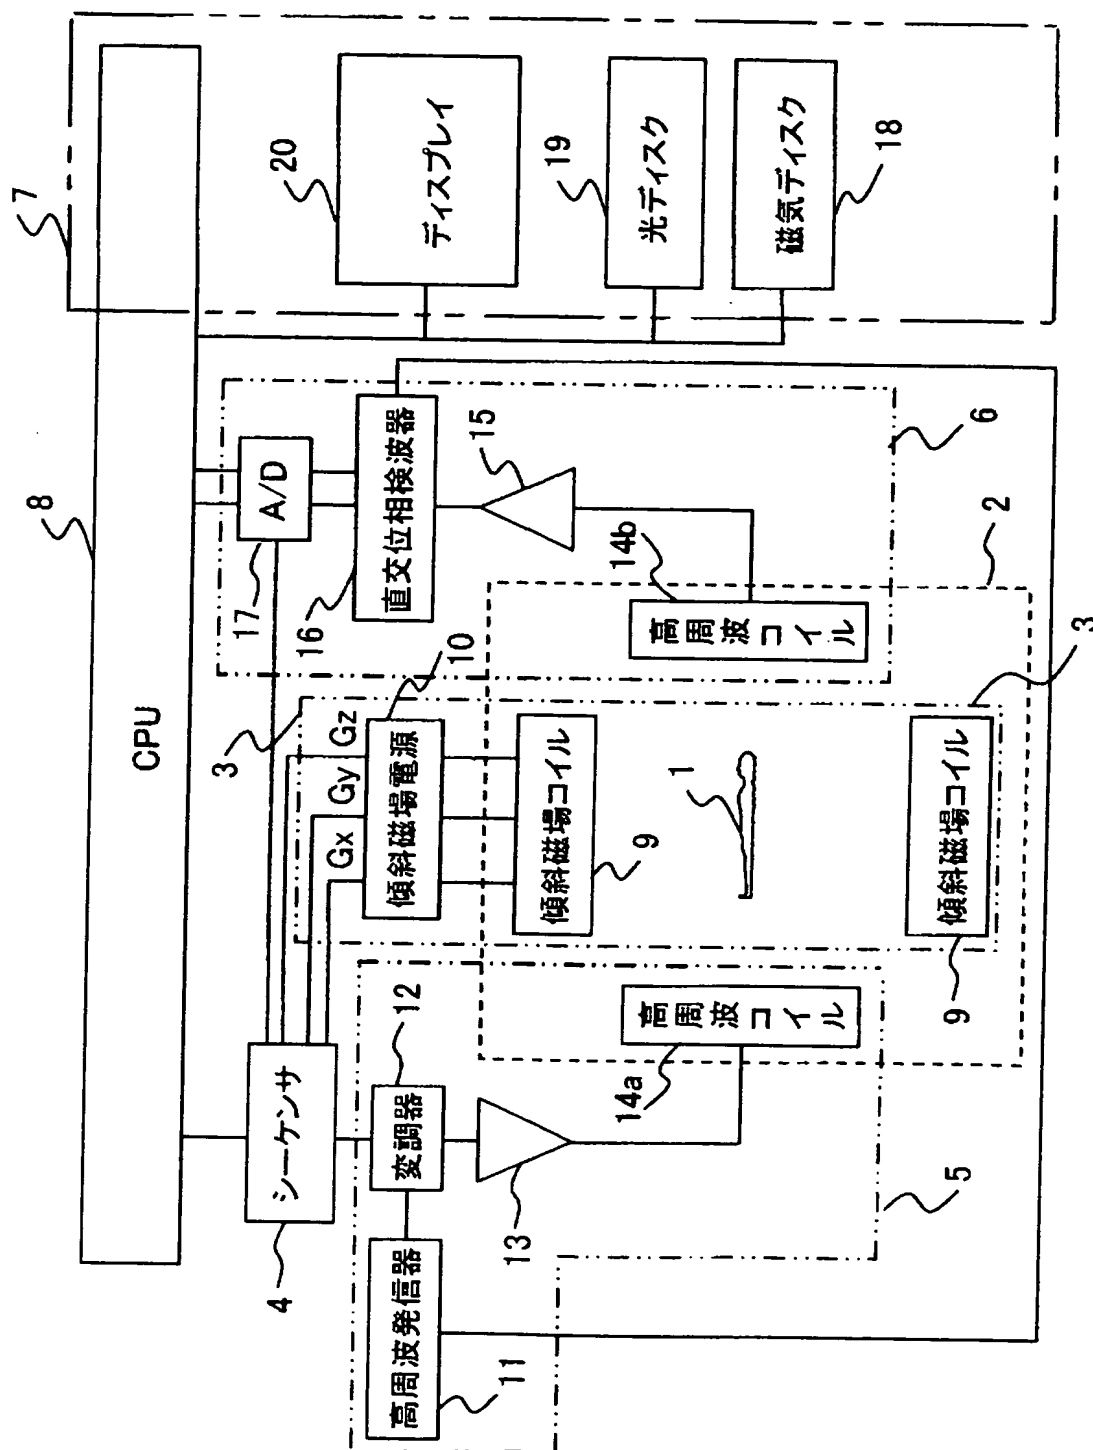 8
CPU
7
4
シーケンサ
17
A/D
20
ディスプレイ
3
Gx
Gy
Gz
11
高周波発信器
12
変調器
傾斜磁場電源
10
16
直交位相検波器
13
15
19
光ディスク
傾斜磁場コイル
9
14a
高周波コイル
14b
高周波コイル
1
18
磁気ディスク
5
6
2
9
傾斜磁場コイル
3